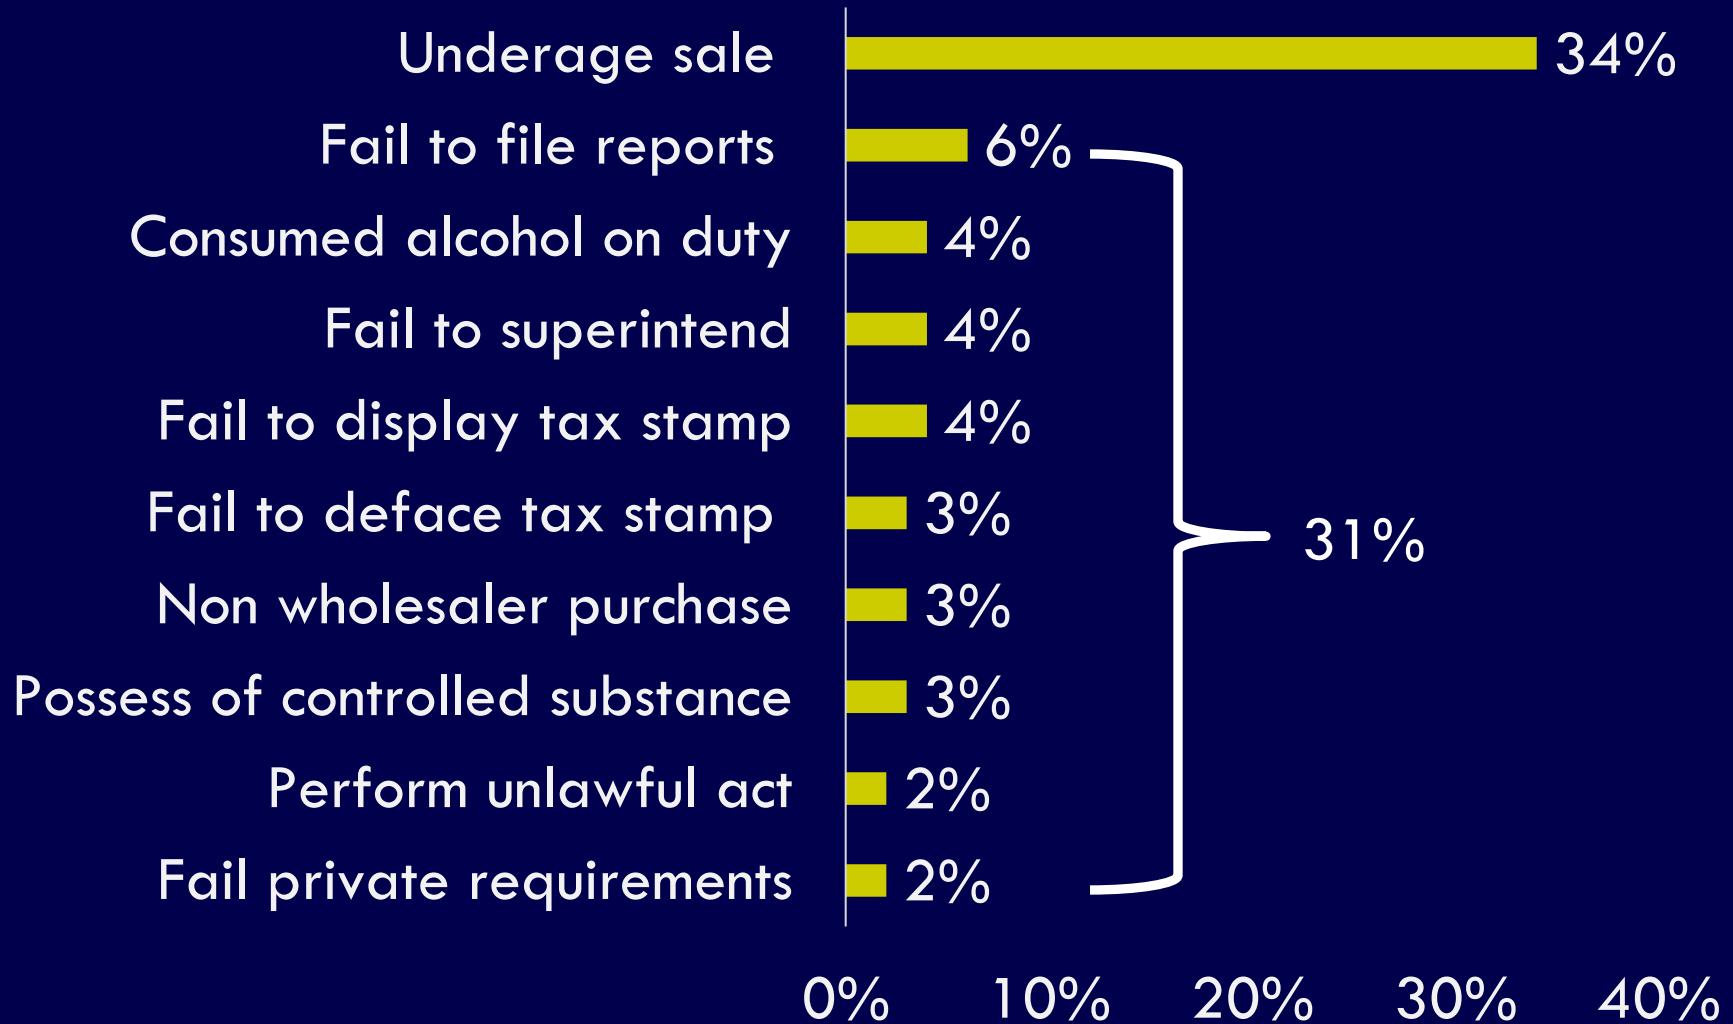 Underage sale 34%
Fail to file reports 6%
Consumed alcohol on duty 4%
Fail to superintend 4%
Fail to display tax stamp 4%
Fail to deface tax stamp 3%
31%
Non wholesaler purchase 3%
Possess of controlled substance 3%
Perform unlawful act 2%
Fail private requirements 2%
0% 10% 20% 30% 40%